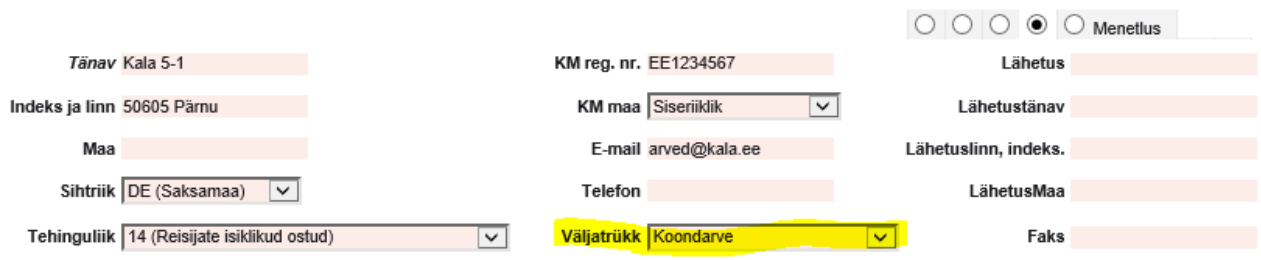 Menetlus
Tänav Kala 5-1 KM reg. nr. EE1234567 Lähetus
Indeks ja linn 50605 Pärnu KM maa Siseriiklik Lähetustänav
Maa E-mail arved@kala.ee Lähetuslinn, indeks.
Sihtriik DE (Saksamaa) Telefon LähetusMaa
Tehinguliik 14 (Reisijate isiklikud ostud) Väljatrükk Koondarve Faks